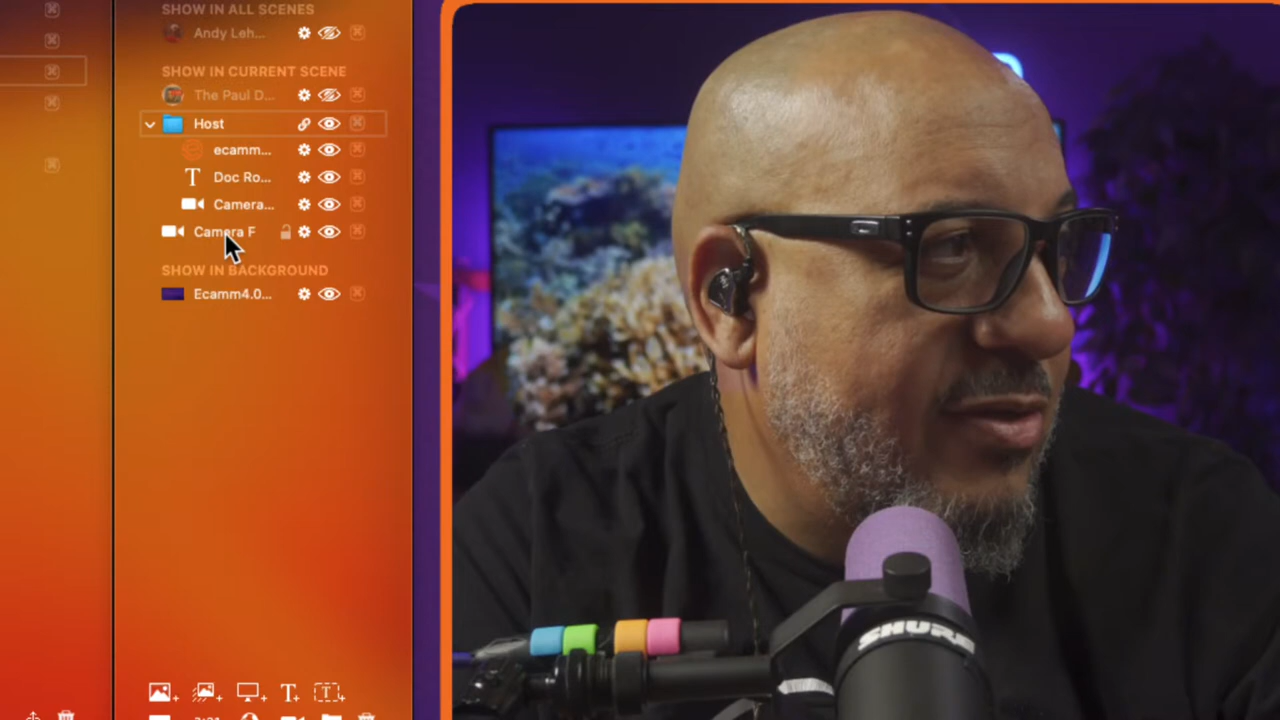 SHOW IN ALL SCENES
Andy Leh...
SHOW IN CURRENT SCENE
The Paul D...
Host
ecamm...
Doc Ro...
Camera...
Camera F
SHOW IN BACKGROUND
Ecamm4.0...
SHURE